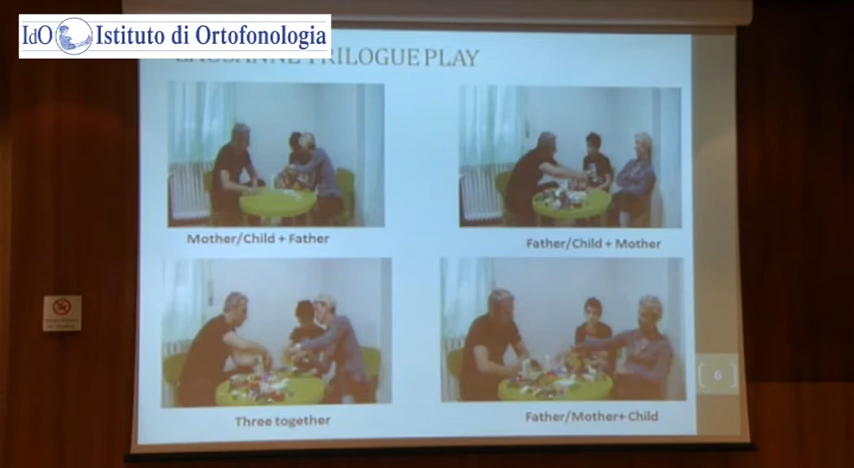 IdO Istituto di Ortofonologia
LAUSANNE TRILOGUE PLAY
Mother/Child + Father
Father/Child + Mother
Three together
Father/Mother+ Child
6